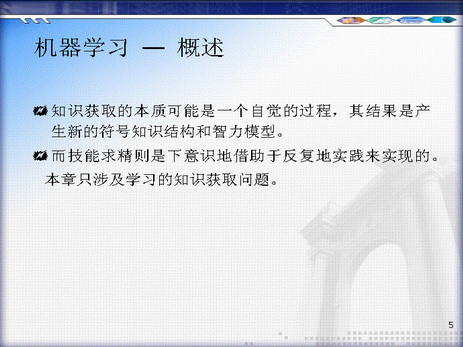 机器学习 — 概述
知识获取的本质可能是一个自觉的过程，其结果是产
生新的符号知识结构和智力模型。
而技能求精则是下意识地借助于反复地实践来实现的。
本章只涉及学习的知识获取问题。
5